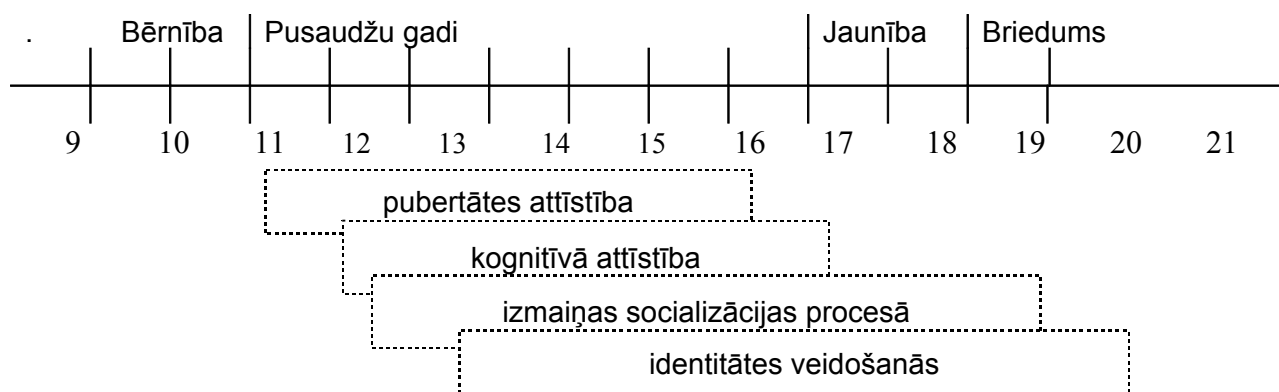 . Bērnība Pusaudžu gadi Jaunība Briedums
9 10 11 12 13 14 15 16 17 18 19 20 21
pubertātes attīstība
kognitīvā attīstība
izmaiņas socializācijas procesā
identitātes veidošanās